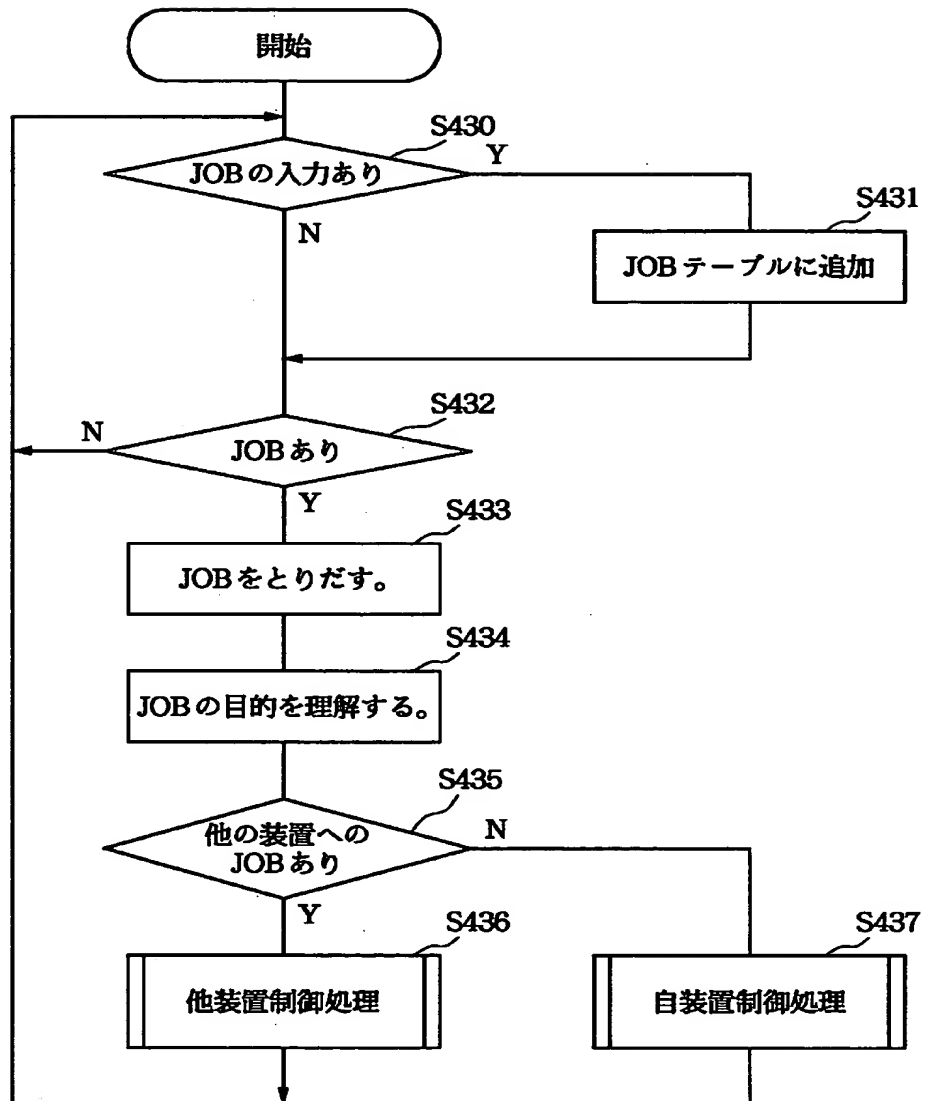 開始
S430
JOBの入力あり
Y
N
S431
JOBテーブルに追加
S432
N
JOBあり
Y
S433
JOBをとりだす。
S434
JOBの目的を理解する。
S435
他の装置への
JOBあり
N
Y
S436
他装置制御処理
S437
自装置制御処理